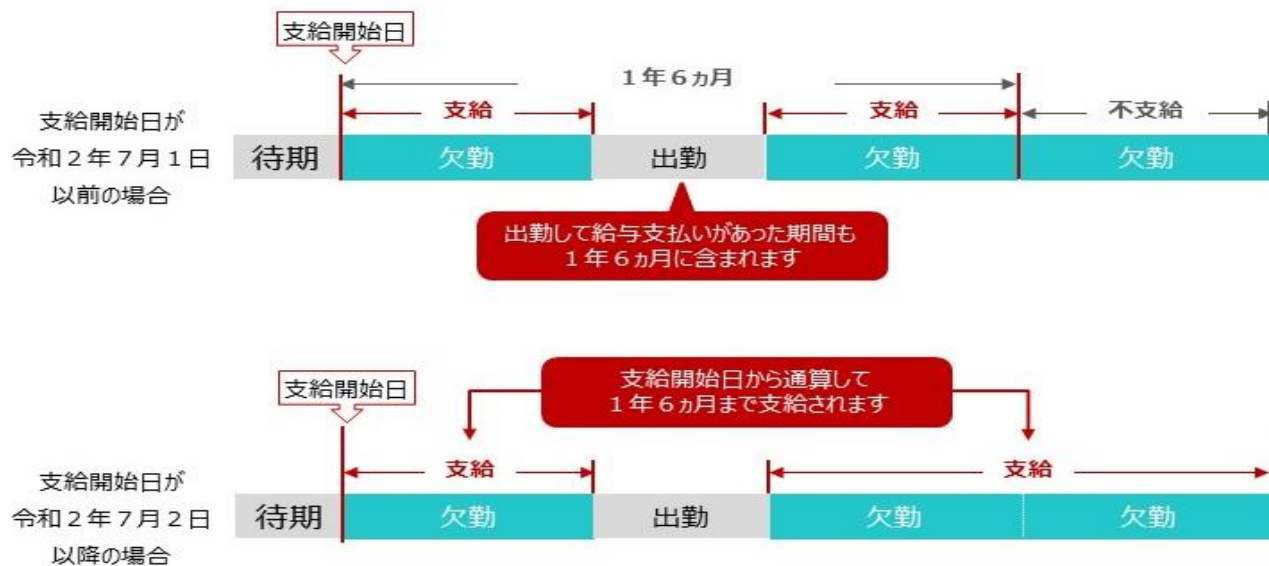 支給開始日
１年６ヵ月
支給
支給
不支給
支給開始日が
令和２年７月１日
以前の場合
待期
欠勤
出勤
欠勤
欠勤
出勤して給与支払いがあった期間も
１年６ヵ月に含まれます
支給開始日
支給開始日から通算して
１年６ヵ月まで支給されます
支給
支給
支給開始日が
令和２年７月２日
以降の場合
待期
欠勤
出勤
欠勤
欠勤